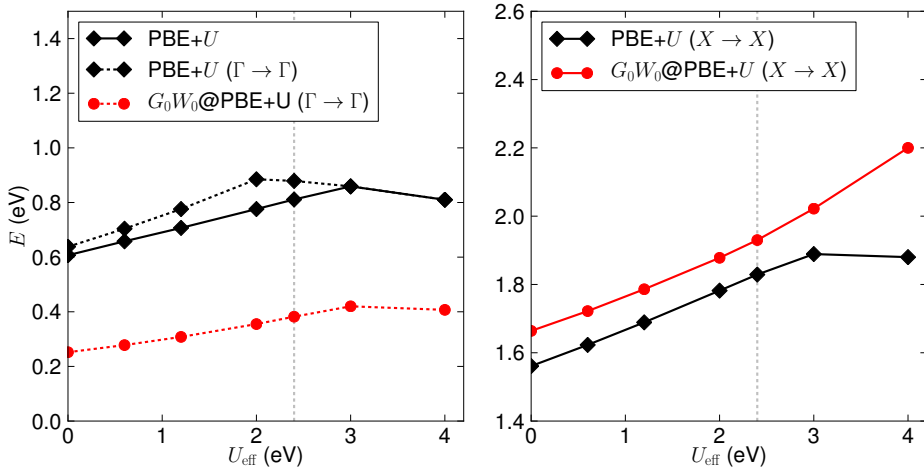 PBE+U
PBE+U (Γ → Γ)
G₀W₀@PBE+U (Γ → Γ)
E (eV)
1.4
1.2
1.0
0.8
0.6
0.4
0.2
0.0
0 1 2 3 4
U_eff (eV)
PBE+U (X → X)
G₀W₀@PBE+U (X → X)
2.6
2.4
2.2
2.0
1.8
1.6
1.4
0 1 2 3 4
U_eff (eV)